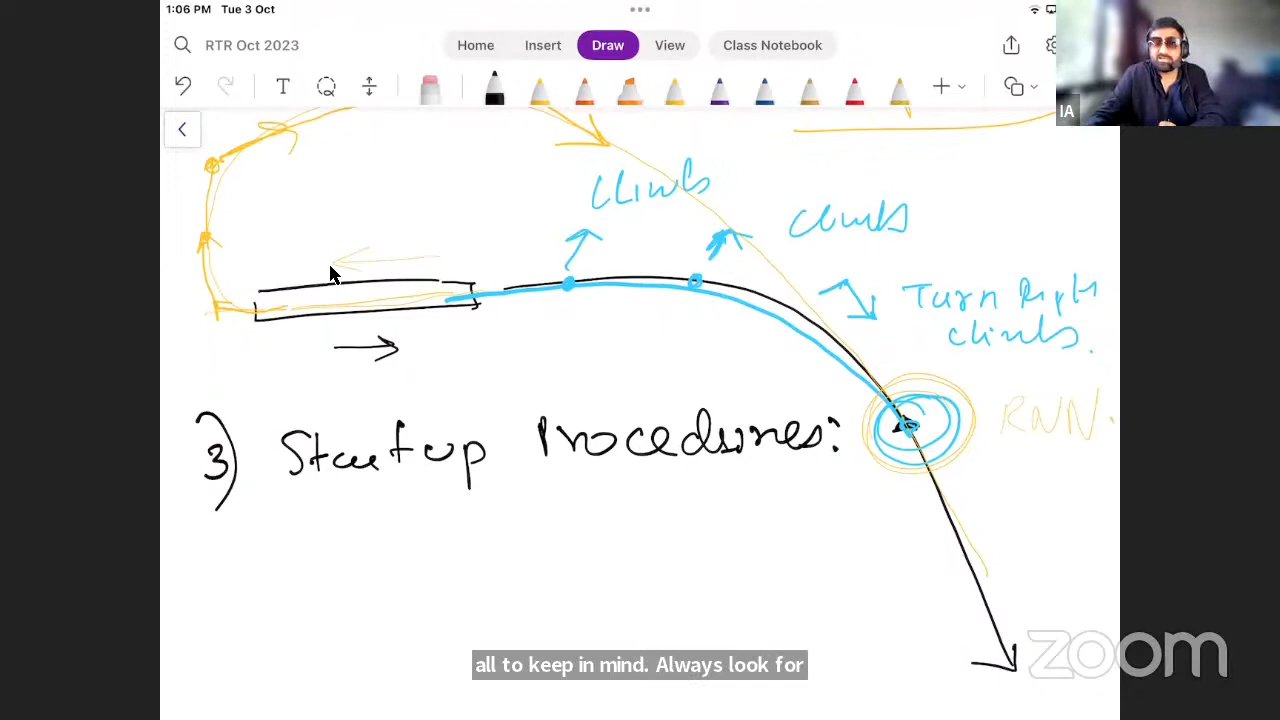 1:06 PM Tue 3 Oct
RTR Oct 2023
Home Insert Draw View Class Notebook
IA
Climb
Climb
Turn Right
climb.
RNN.
3) Startup Procedures:
all to keep in mind. Always look for
zoom